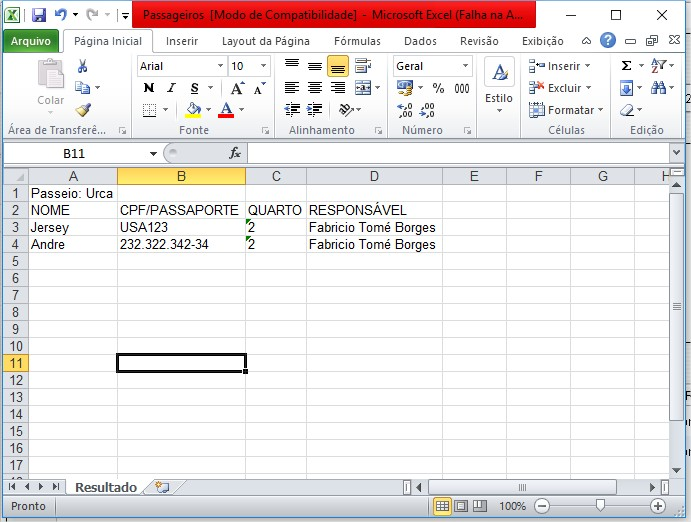 Passageiros [Modo de Compatibilidade] - Microsoft Excel (Falha na A...
Arquivo Página Inicial Inserir Layout da Página Fórmulas Dados Revisão Exibição
Arial 10 Geral Inserir
Colar N I S % 000 Estilo Excluir
Formatar
Área de Transferê... Fonte Alinhamento Número Células Edição
B11 fx
A B C D E F G H
1 Passeio: Urca
2 NOME CPF/PASSAPORTE QUARTO RESPONSÁVEL
3 Jersey USA123 2 Fabricio Tomé Borges
4 Andre 232.322.342-34 2 Fabricio Tomé Borges
5
6
7
8
9
10
11
12
13
14
15
16
17
Resultado
Pronto 100%